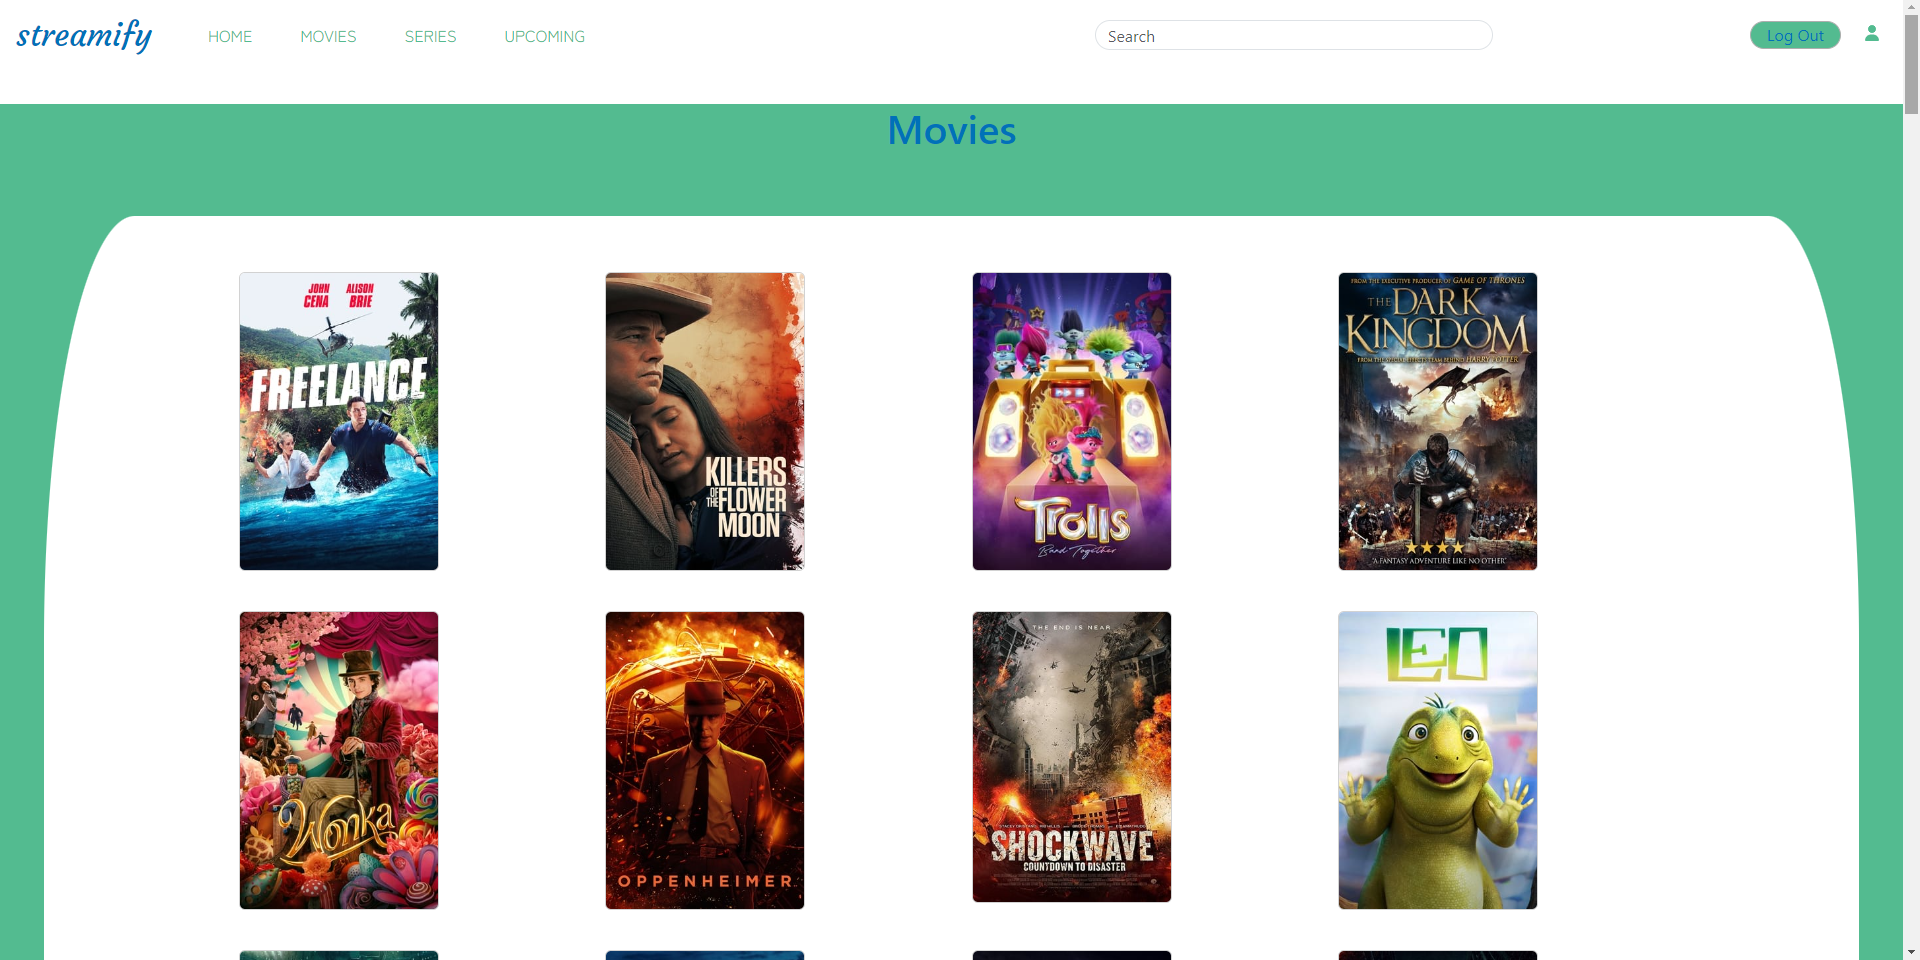 streamify
HOME
MOVIES
SERIES
UPCOMING
Search
Log Out
Movies
JOHN CENA
ALISON BRIE
FREELANCE
KILLERS
OF THE FLOWER
MOON
Trolls
Band Together
FROM THE EXECUTIVE PRODUCER OF GAME OF THRONES
THE DARK
KINGDOM
FROM THE SPECIAL EFFECTS TEAM BEHIND HARRY POTTER
"A FANTASY ADVENTURE LIKE NO OTHER"
Wonka
OPPENHEIMER
THE END IS NEAR
SHOCKWAVE
COUNTDOWN TO DISASTER
LEO